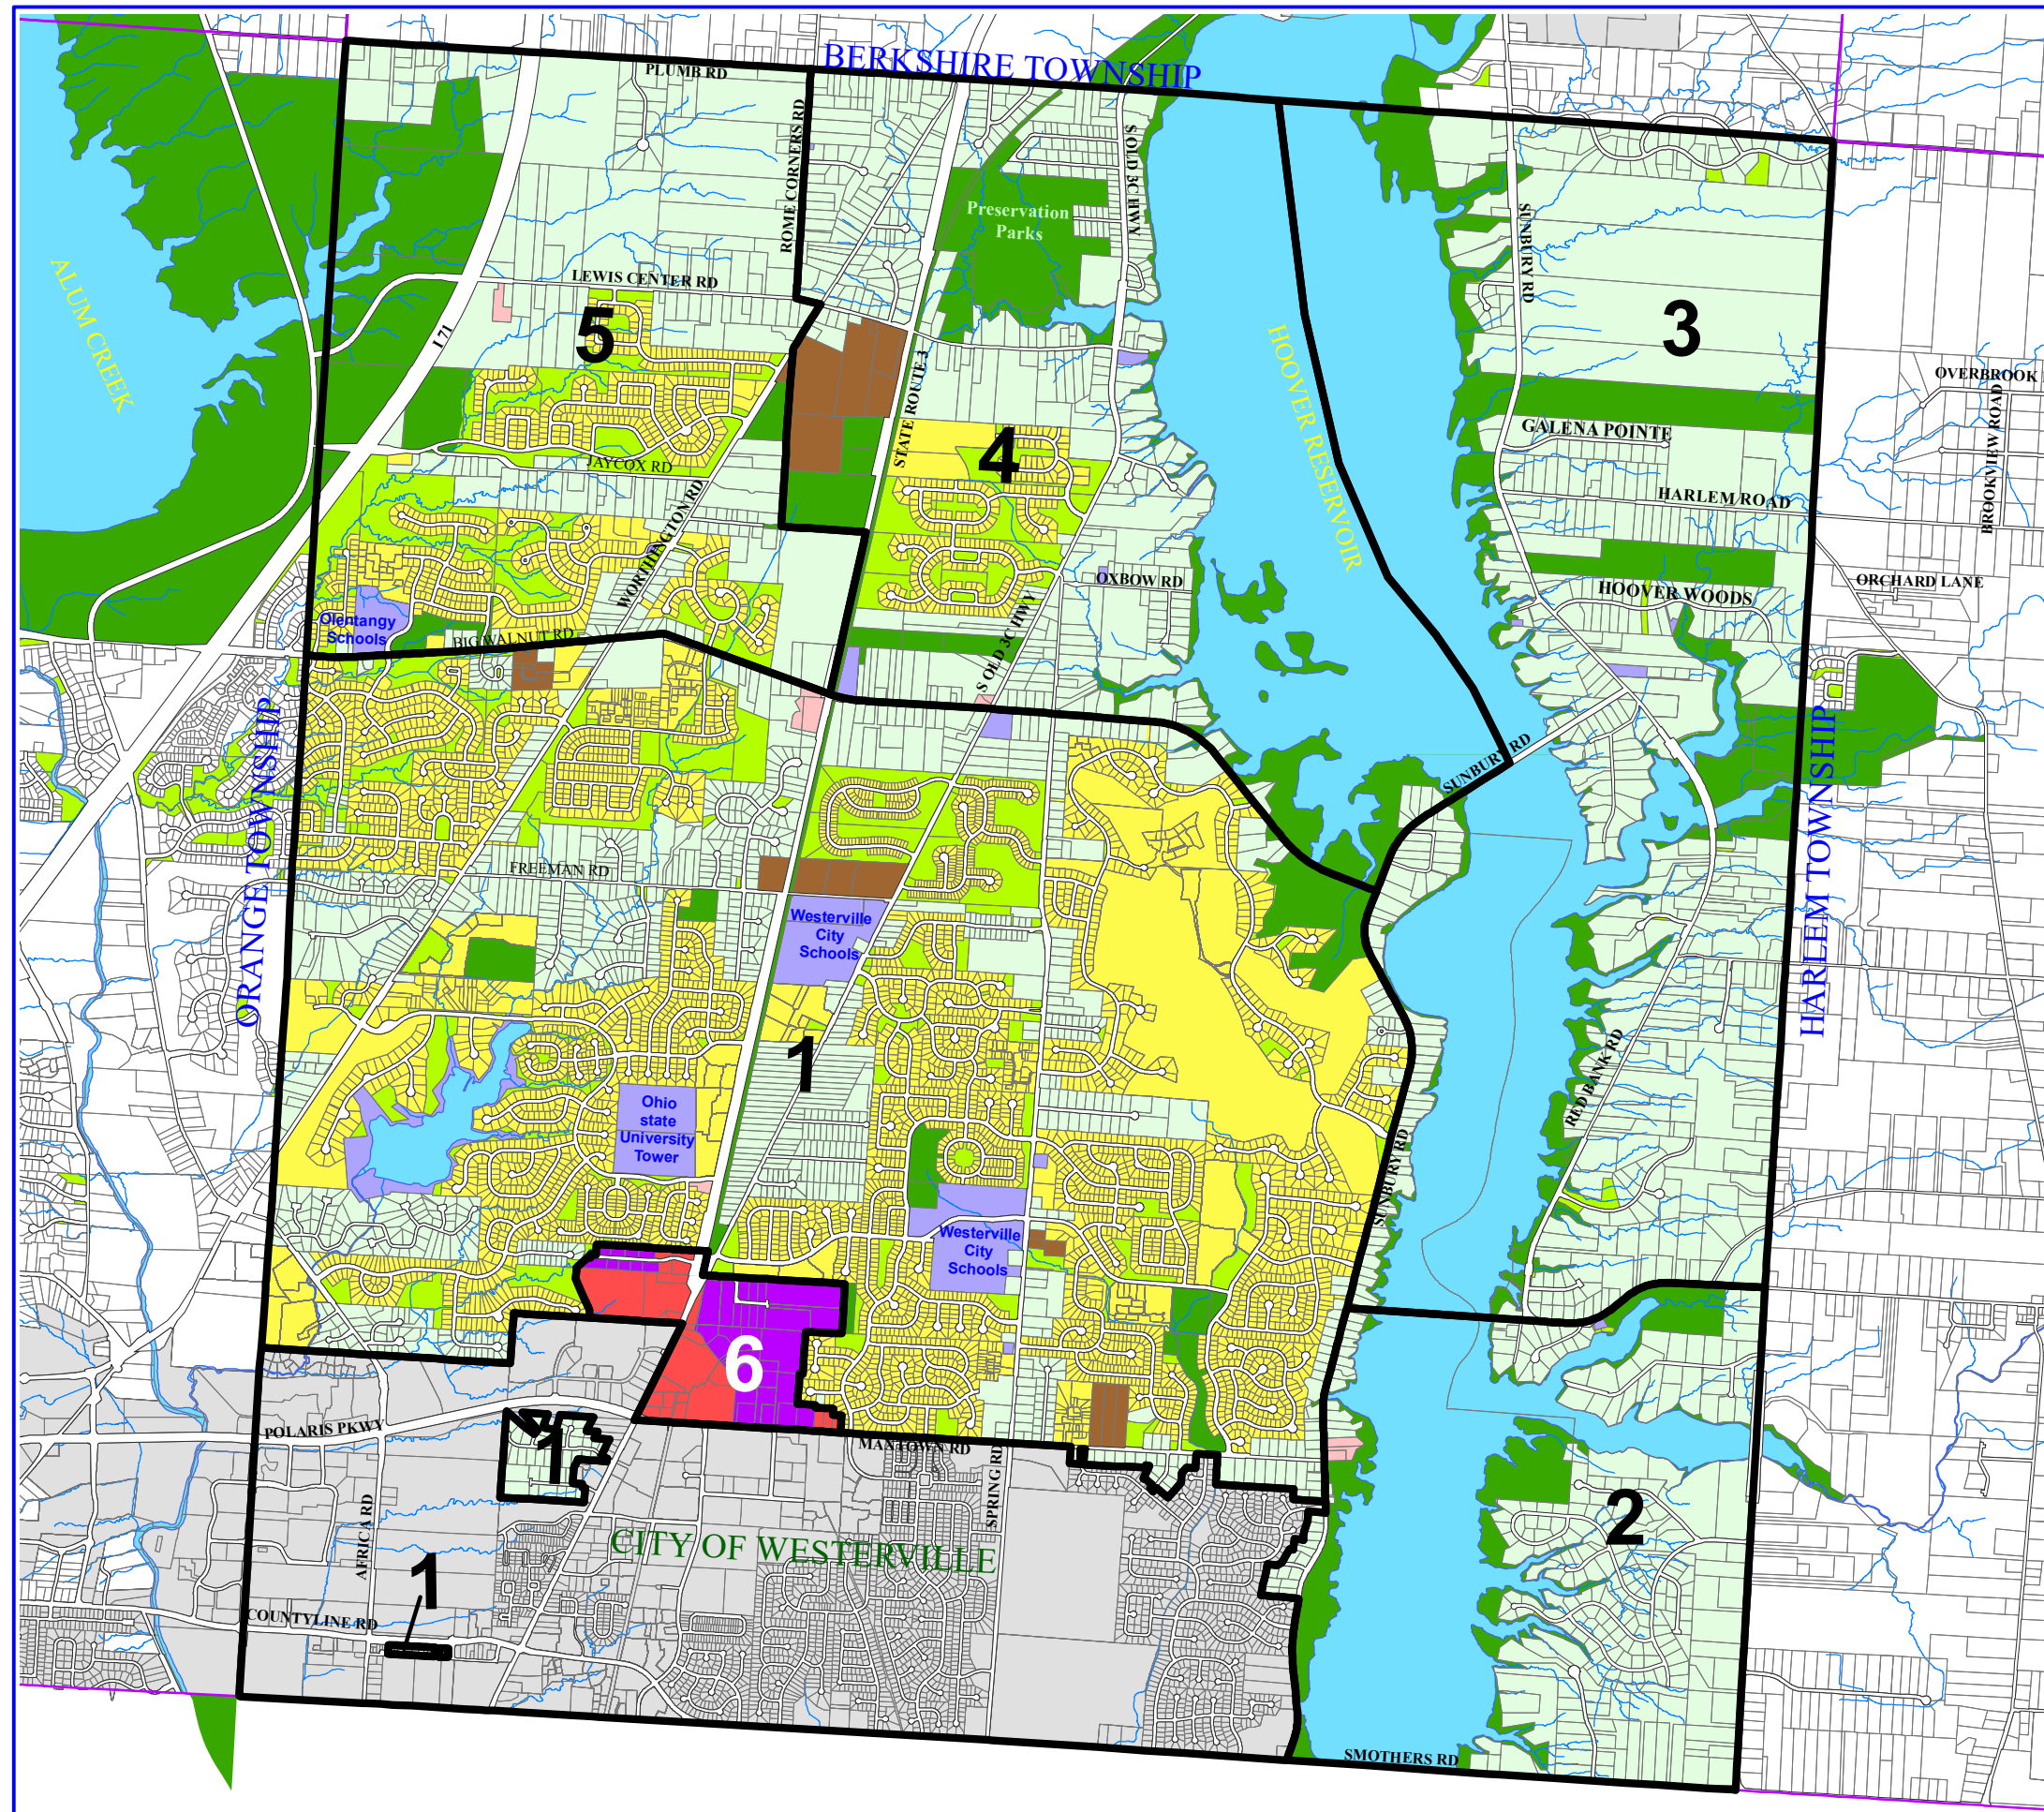 BERKSHIRE TOWNSHIP
PLUMB RD
ROME CORNERS RD
S OLD 3C HWY
Preservation
Parks
SUNBURY RD
ALUM CREEK
LEWIS CENTER RD
I 71
5
3
HOOVER RESERVOIR
STATE ROUTE 3
OVERBROOK
BROOKVIEW ROAD
4
GALENA POINTE
JAYCOX RD
HARLEM ROAD
WORTHINGTON RD
OXBOW RD
ORCHARD LANE
HOOVER WOODS
Olentangy
Schools
BIG WALNUT RD
S OLD 3C HWY
ORANGE TOWNSHIP
HARLEM TOWNSHIP
SUNBURY RD
FREEMAN RD
Westerville
City
Schools
1
RED BANK RD
Ohio
state
University
Tower
SUNBURY RD
Westerville
City
Schools
6
POLARIS PKWY
1
MAXTOWN RD
SPRING RD
2
AFRICA RD
CITY OF WESTERVILLE
1
COUNTYLINE RD
SMOTHERS RD